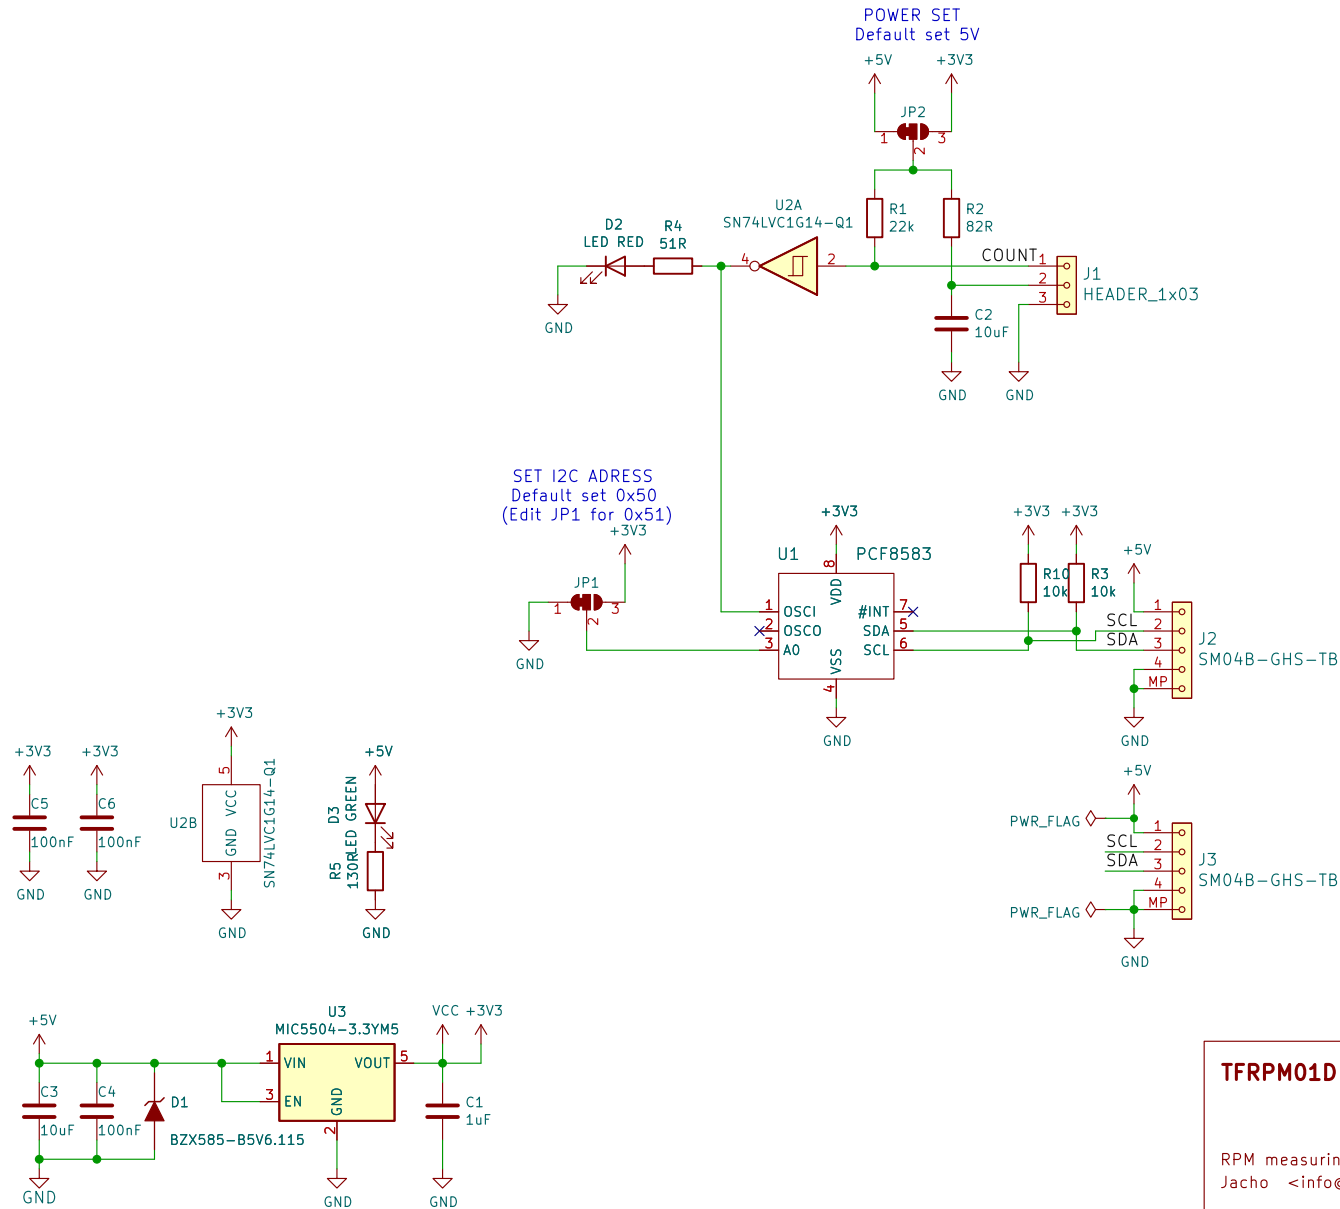 POWER SET
Default set 5V
+5V
+3V3
JP2
1
3
2
U2A
SN74LVC1G14-Q1
R1
22k
R2
82R
D2
LED RED
R4
51R
4
2
COUNT
1
2
3
J1
HEADER_1x03
C2
10uF
GND
GND
GND
SET I2C ADRESS
Default set 0x50
(Edit JP1 for 0x51)
+3V3
JP1
1
3
2
GND
+3V3
U1
PCF8583
8
VDD
1
OSCI
2
OSCO
3
A0
#INT
7
SDA
5
SCL
6
VSS
4
GND
+3V3
+3V3
R10
10k
R3
10k
+5V
SCL
SDA
1
2
3
4
MP
J2
SM04B-GHS-TB
GND
+5V
PWR_FLAG
SCL
SDA
PWR_FLAG
1
2
3
4
MP
J3
SM04B-GHS-TB
GND
+3V3
C5
100nF
GND
+3V3
C6
100nF
GND
+3V3
5
U2B
VCC
GND
SN74LVC1G14-Q1
3
GND
+5V
D3
LED GREEN
R5
130R
GND
+5V
C3
10uF
C4
100nF
D1
BZX585-B5V6.115
GND
U3
MIC5504-3.3YM5
1
VIN
3
EN
VOUT
5
GND
2
GND
VCC
+3V3
C1
1uF
GND
TFRPM01D
RPM measurin
Jacho <info@